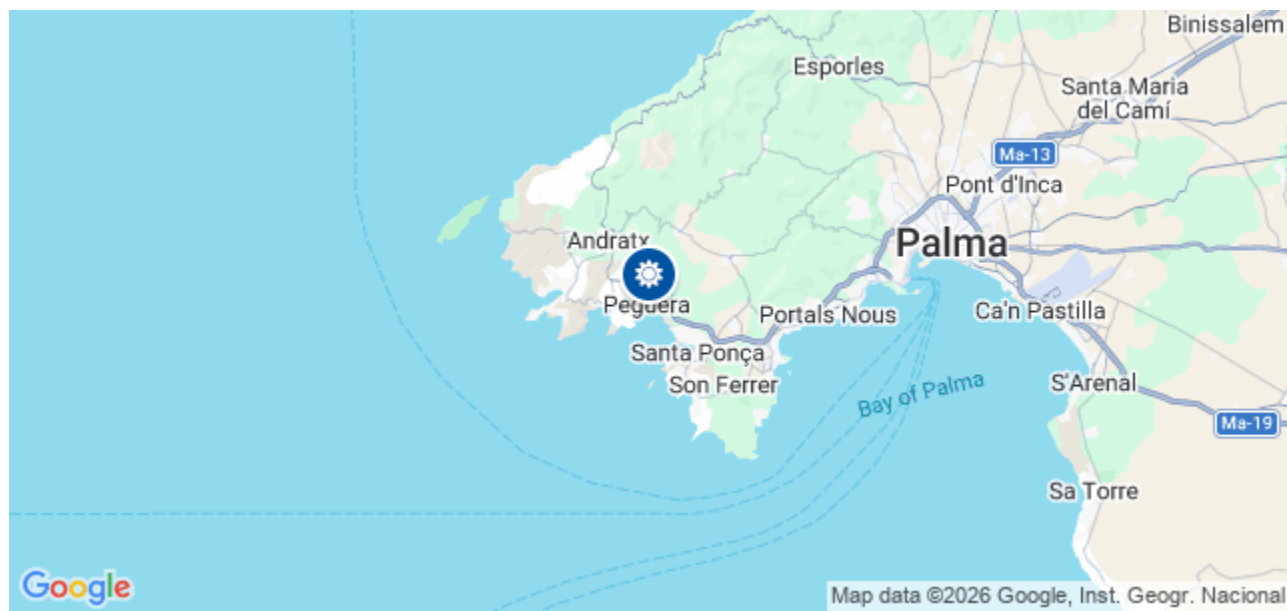 Binissalem
Esporles
Santa Maria
del Camí
Ma-13
Pont d'Inca
Andratx
Palma
Peguera
Portals Nous
Ca'n Pastilla
Santa Ponça
Son Ferrer
S'Arenal
Bay of Palma
Ma-19
Sa Torre
Google
Map data ©2026 Google, Inst. Geogr. Nacional